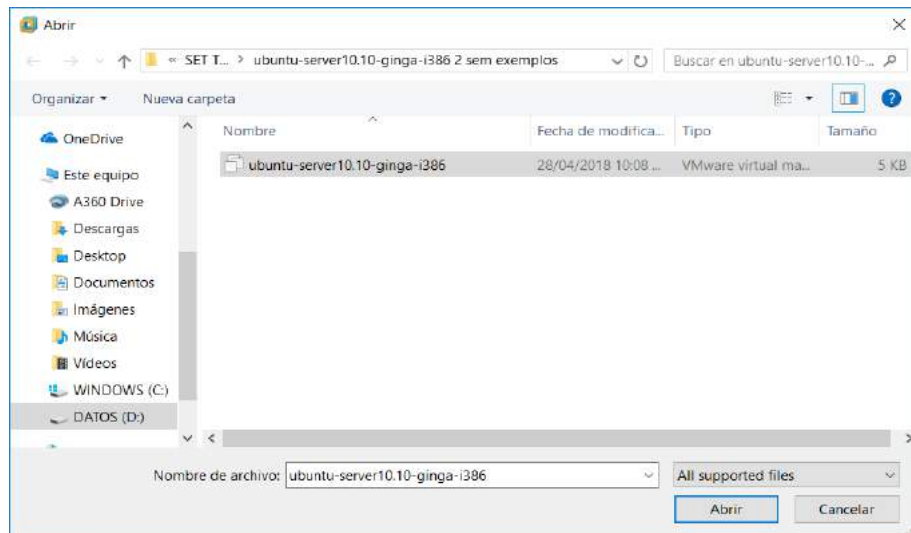 Abrir
« SET T... > ubuntu-server10.10-ginga-i386 2 sem exemplos
Buscar en ubuntu-server10.10-...
Organizar
Nueva carpeta
Nombre
Fecha de modifica...
Tipo
Tamaño
ubuntu-server10.10-ginga-i386
28/04/2018 10:08 ...
VMware virtual ma...
5 KB
OneDrive
Este equipo
A360 Drive
Descargas
Desktop
Documentos
Imágenes
Música
Vídeos
WINDOWS (C:)
DATOS (D:)
Nombre de archivo: ubuntu-server10.10-ginga-i386
All supported files
Abrir
Cancelar